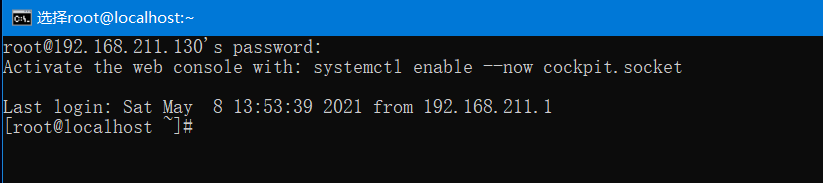 选择root@localhost:~
root@192.168.211.130's password:
Activate the web console with: systemctl enable --now cockpit.socket
Last login: Sat May  8 13:53:39 2021 from 192.168.211.1
[root@localhost ~]#